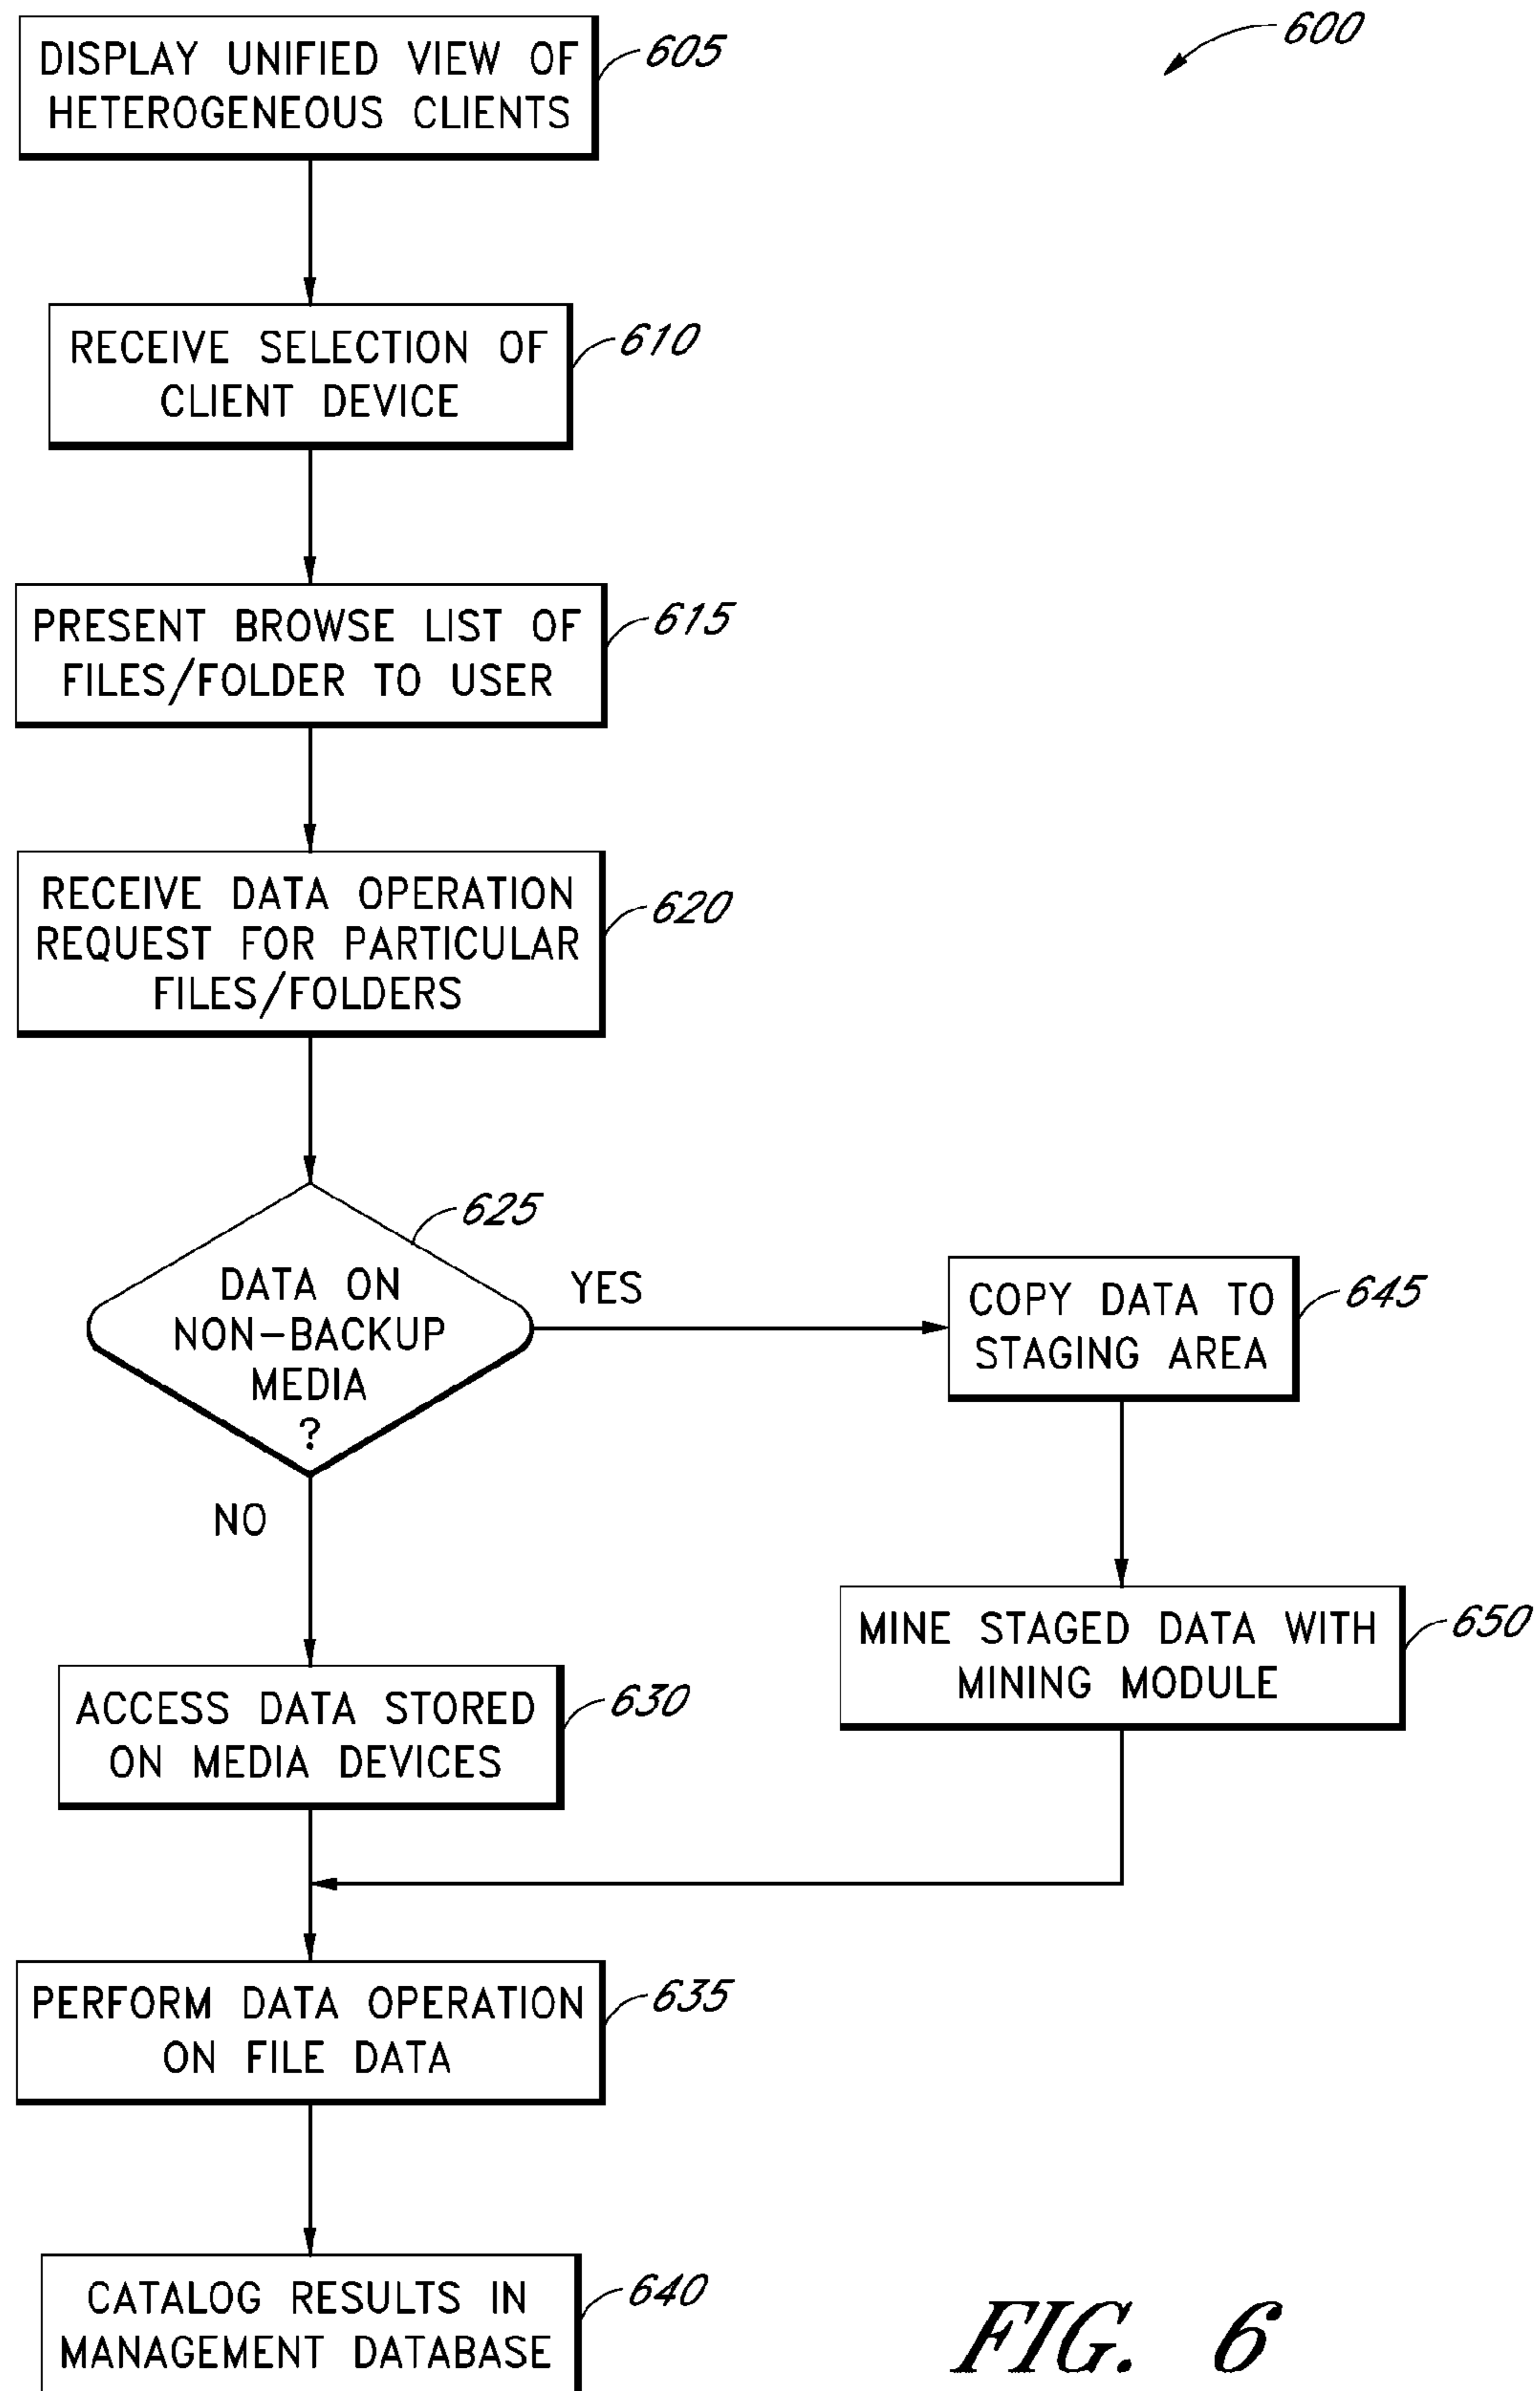 600
DISPLAY UNIFIED VIEW OF
HETEROGENEOUS CLIENTS
605
RECEIVE SELECTION OF
CLIENT DEVICE
610
PRESENT BROWSE LIST OF
FILES/FOLDER TO USER
615
RECEIVE DATA OPERATION
REQUEST FOR PARTICULAR
FILES/FOLDERS
620
DATA ON
NON-BACKUP
MEDIA
?
625
YES
COPY DATA TO
STAGING AREA
645
NO
MINE STAGED DATA WITH
MINING MODULE
650
ACCESS DATA STORED
ON MEDIA DEVICES
630
PERFORM DATA OPERATION
ON FILE DATA
635
CATALOG RESULTS IN
MANAGEMENT DATABASE
640
FIG. 6